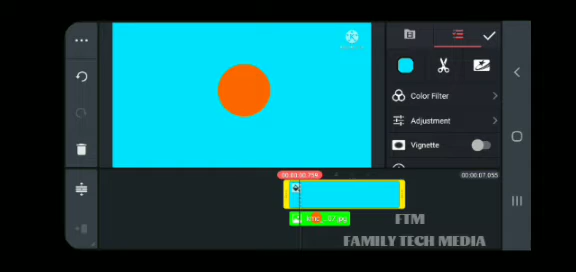 Color Filter
Adjustment
Vignette
00:00:07.055
FTM
FAMILY TECH MEDIA